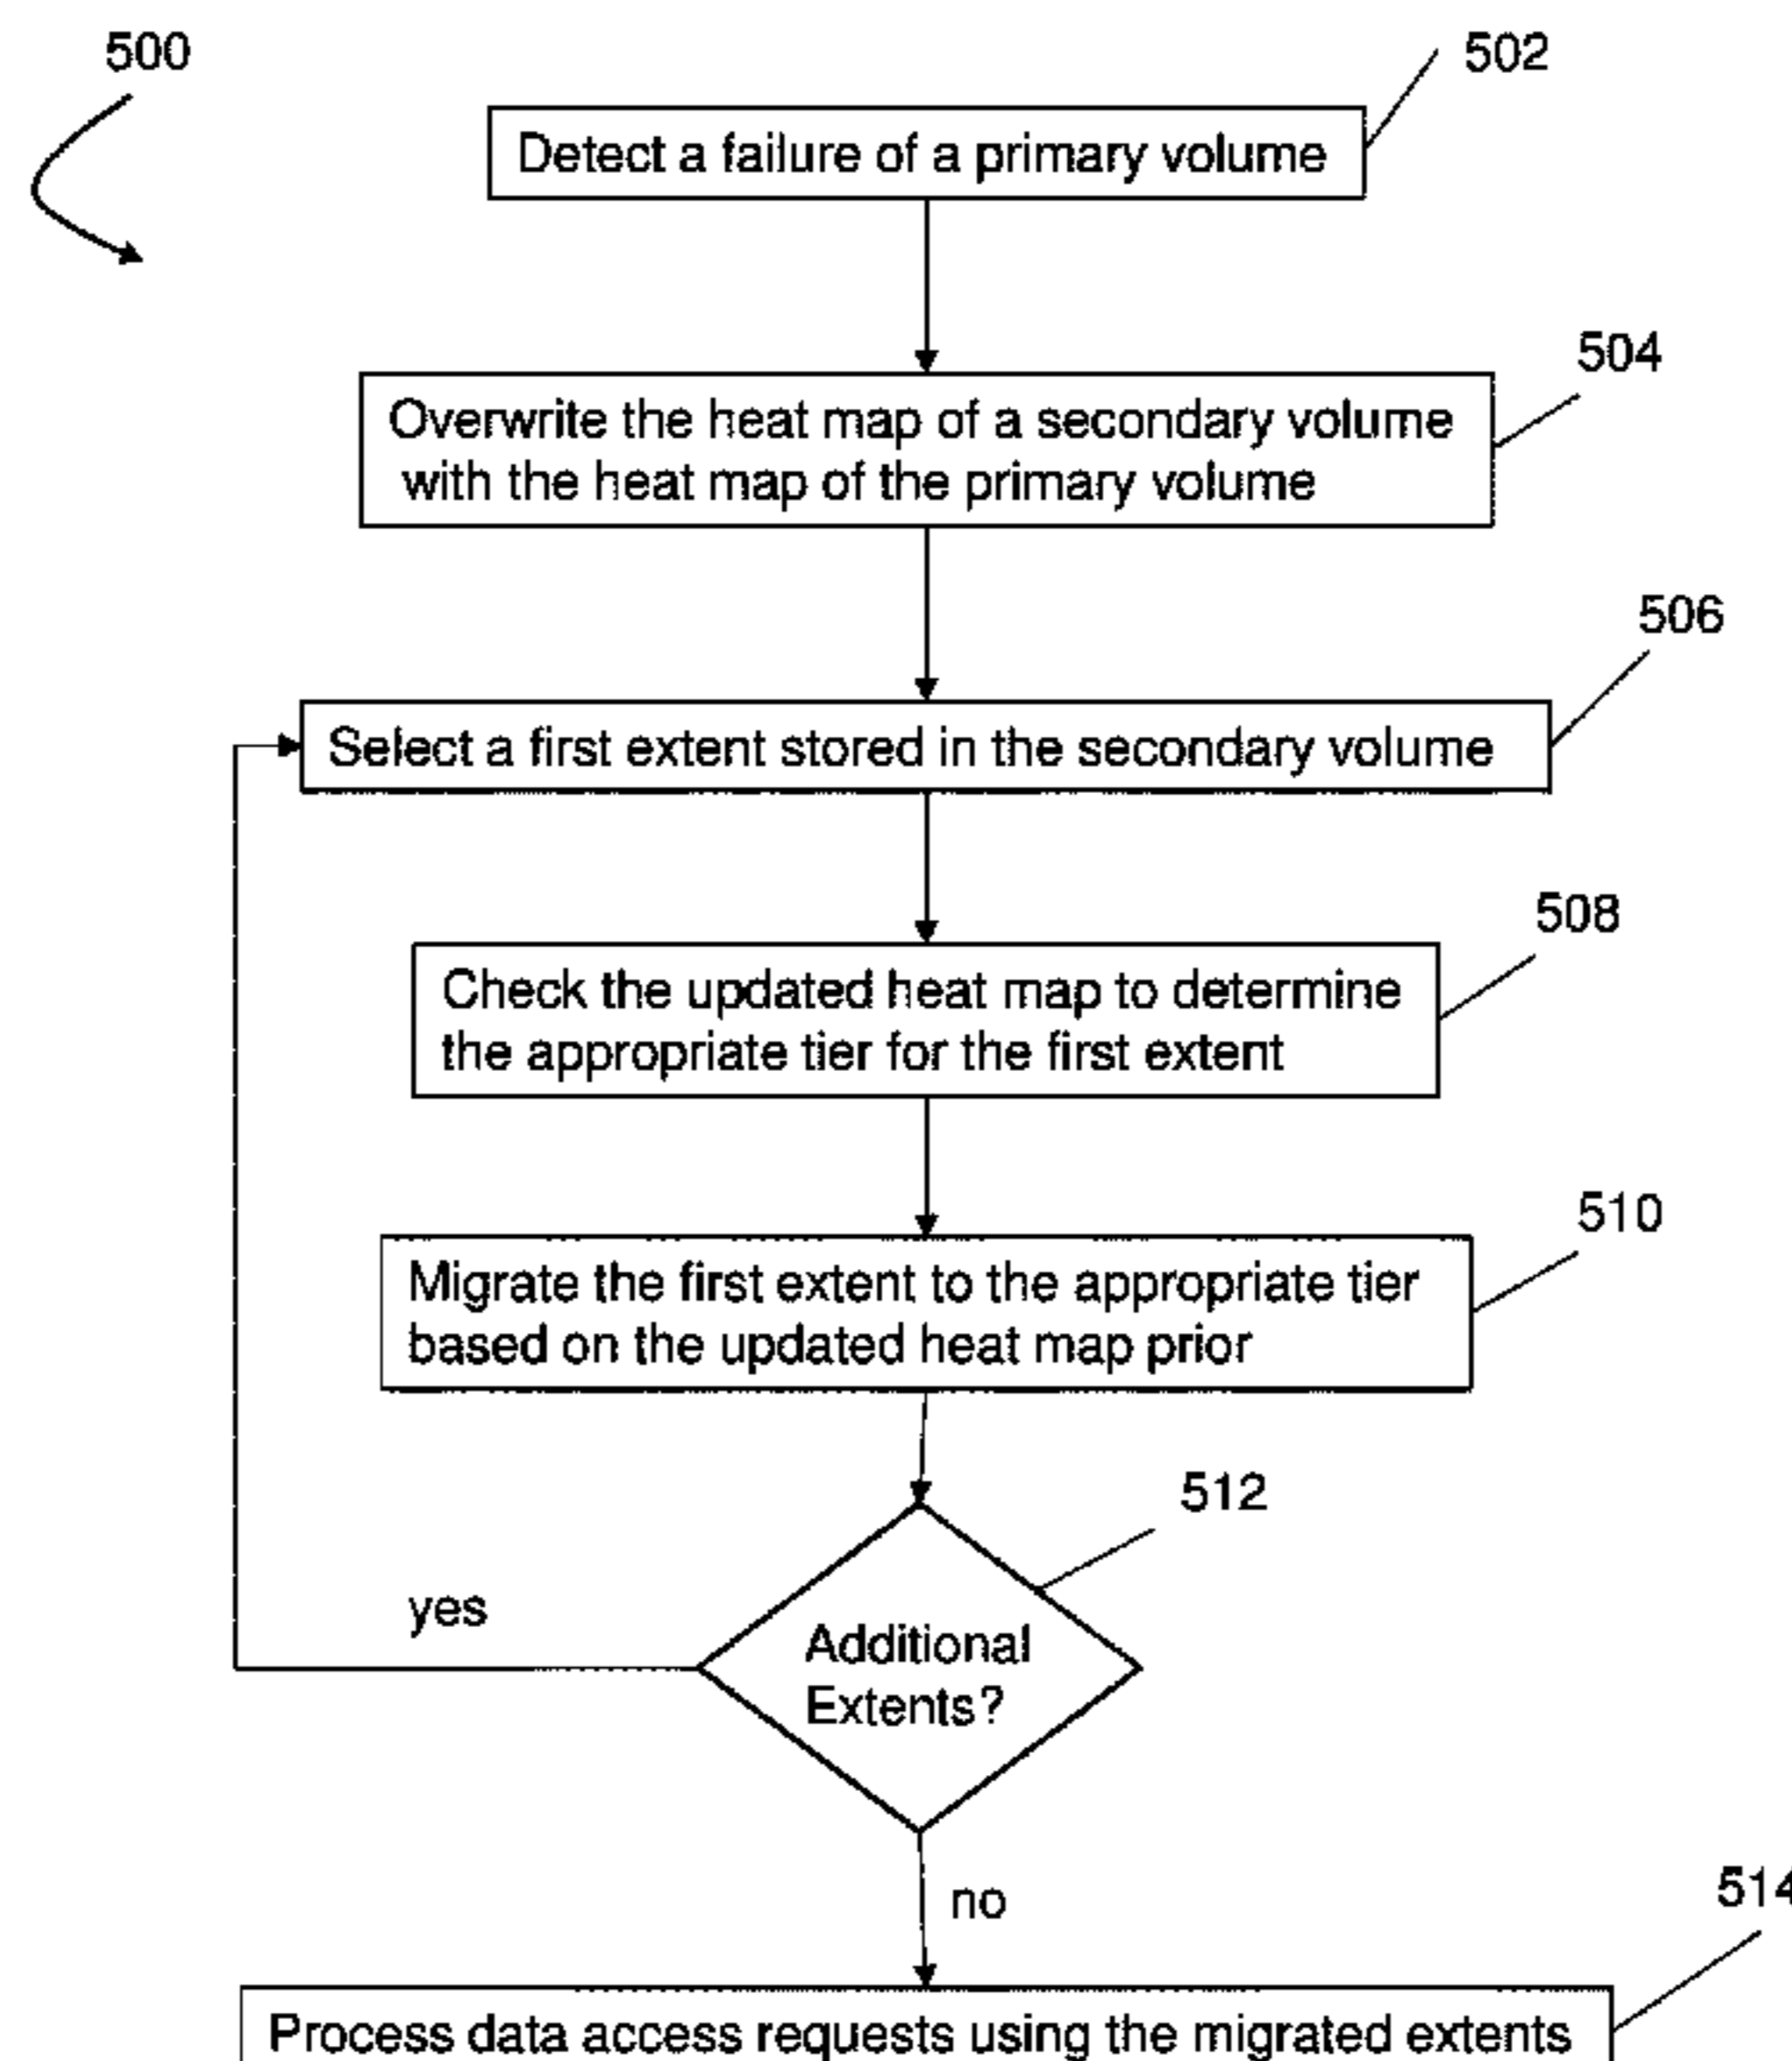 500
502
Detect a failure of a primary volume
504
Overwrite the heat map of a secondary volume
with the heat map of the primary volume
506
Select a first extent stored in the secondary volume
508
Check the updated heat map to determine
the appropriate tier for the first extent
510
Migrate the first extent to the appropriate tier
based on the updated heat map prior
512
Additional
Extents?
yes
no
514
Process data access requests using the migrated extents